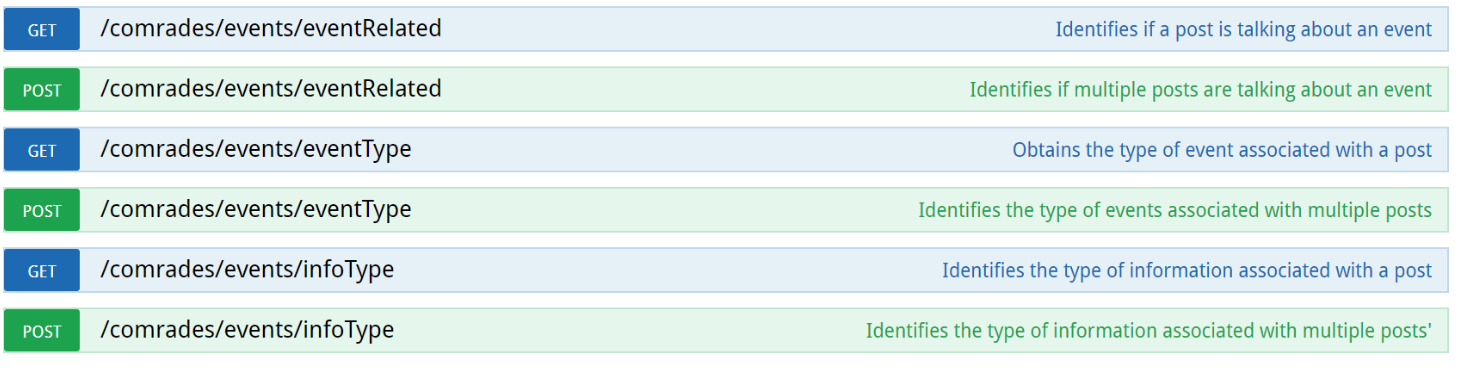 GET /comrades/events/eventRelated Identifies if a post is talking about an event
POST /comrades/events/eventRelated Identifies if multiple posts are talking about an event
GET /comrades/events/eventType Obtains the type of event associated with a post
POST /comrades/events/eventType Identifies the type of events associated with multiple posts
GET /comrades/events/infoType Identifies the type of information associated with a post
POST /comrades/events/infoType Identifies the type of information associated with multiple posts'